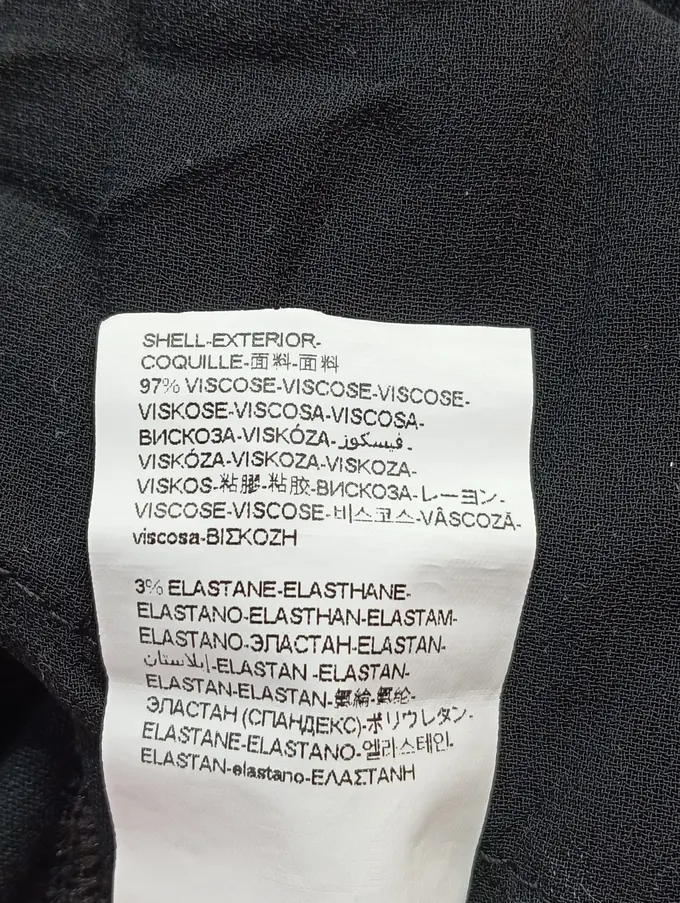 SHELL-EXTERIOR-
COQUILLE-面料-面料
97% VISCOSE-VISCOSE-VISCOSE-
VISKOSE-VISCOSA-VISCOSA-
ВИСКОЗА-VISKÓZA-فيسكوز-
VISKÓZA-VISKOZA-VISKOZA-
VISKOS-粘膠-粘胶-ВИСКОЗА-レーヨン-
VISCOSE-VISCOSE-비스코스-VÂSCOZĂ-
viscosa-ΒΙΣΚΟΖΗ
3% ELASTANE-ELASTHANE-
ELASTANO-ELASTHAN-ELASTAM-
ELASTANO-ЭЛАСТАН-ELASTAN-
إيلاستان-ELASTAN -ELASTAN-
ELASTAN-ELASTAN-氨綸-氨纶-
ЭЛАСТАН (СПАНДЕКС)-ポリウレタン-
ELASTANE-ELASTANO-엘라스테인-
ELASTAN-elastano-ΕΛΑΣΤΑΝΗ